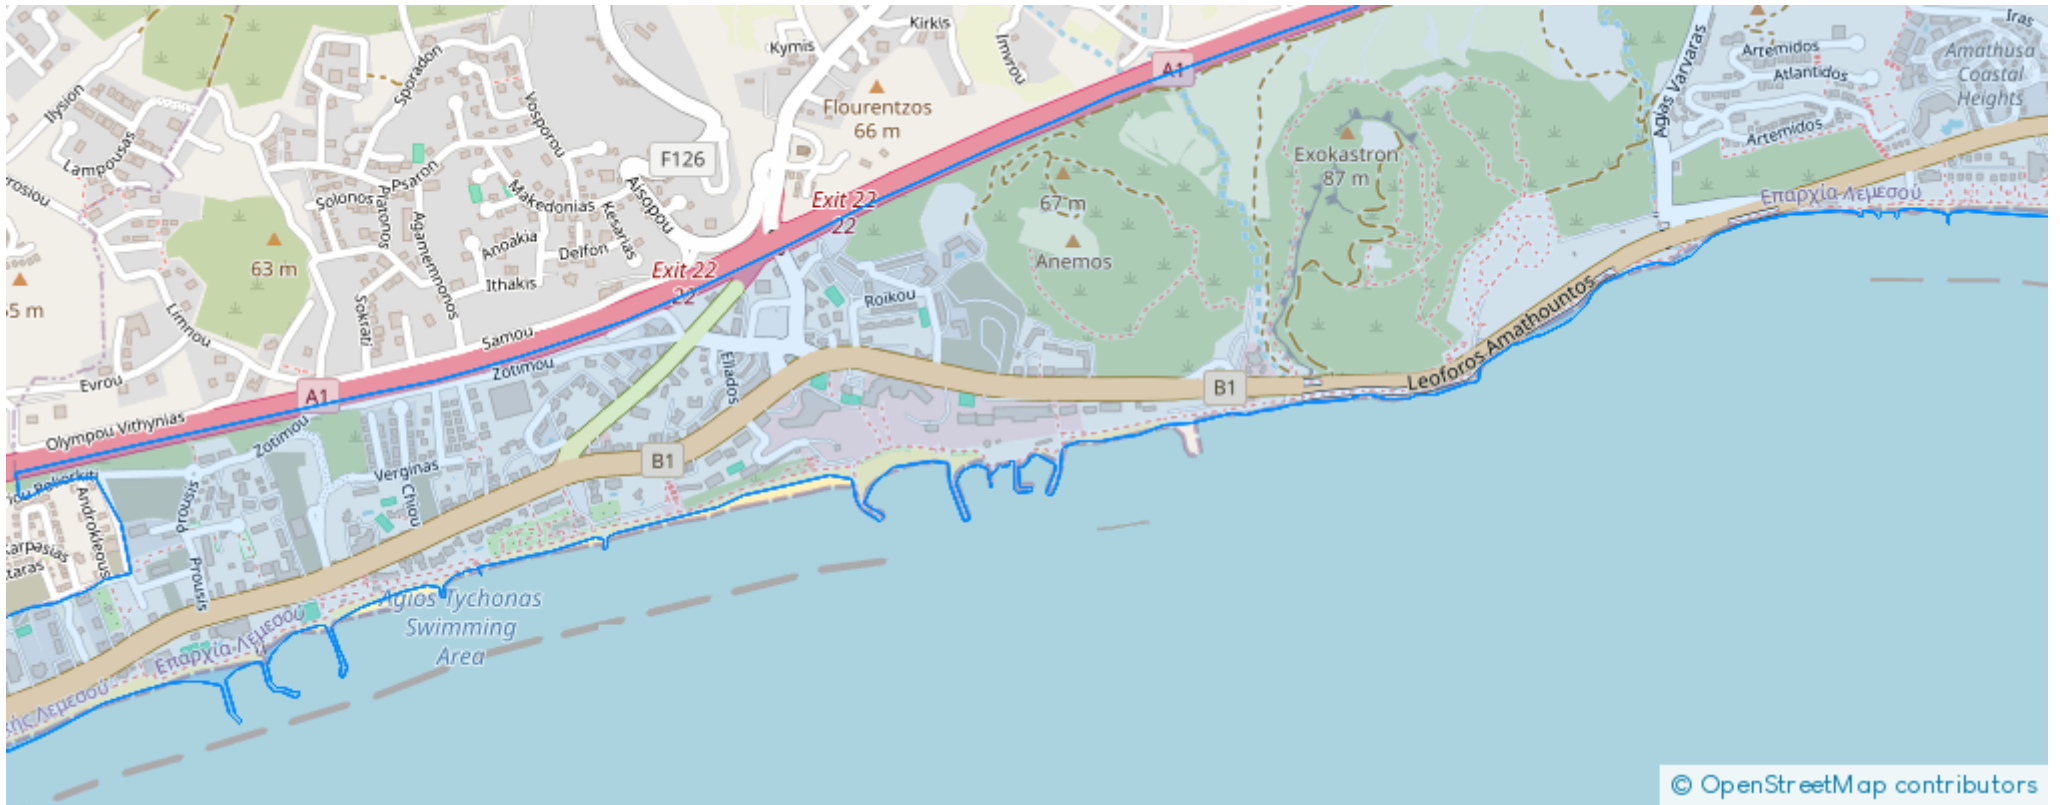 Kirkis
Iras
Kymis
Imvrou
Artemidos
Amathusa
Coastal
Heights
A1
Atlantidos
Agias Varvaras
Sporadon
Ilysion
Vosporou
Flourentzos
66 m
Artemidos
Lampousas
F126
Exokastron
87 m
Psaron
Aisopou
Solonos
Platonos
Makedonias
Kesarias
Exit 22
22
67 m
Επαρχία Λεμεσού
Agamemnonos
Anoakia
Delfon
63 m
Exit 22
22
Anemos
Ithakis
Roikou
Sokrati
Limnou
Samou
Leoforos Amathountos
Zotimou
Eliados
Evrou
A1
B1
Olympou Vithynias
Zotimou
B1
Verginas
Chiou
Prousis
Androkleous
Prousis
Agios Tychonas
Swimming
Area
Επαρχία Λεμεσού
© OpenStreetMap contributors